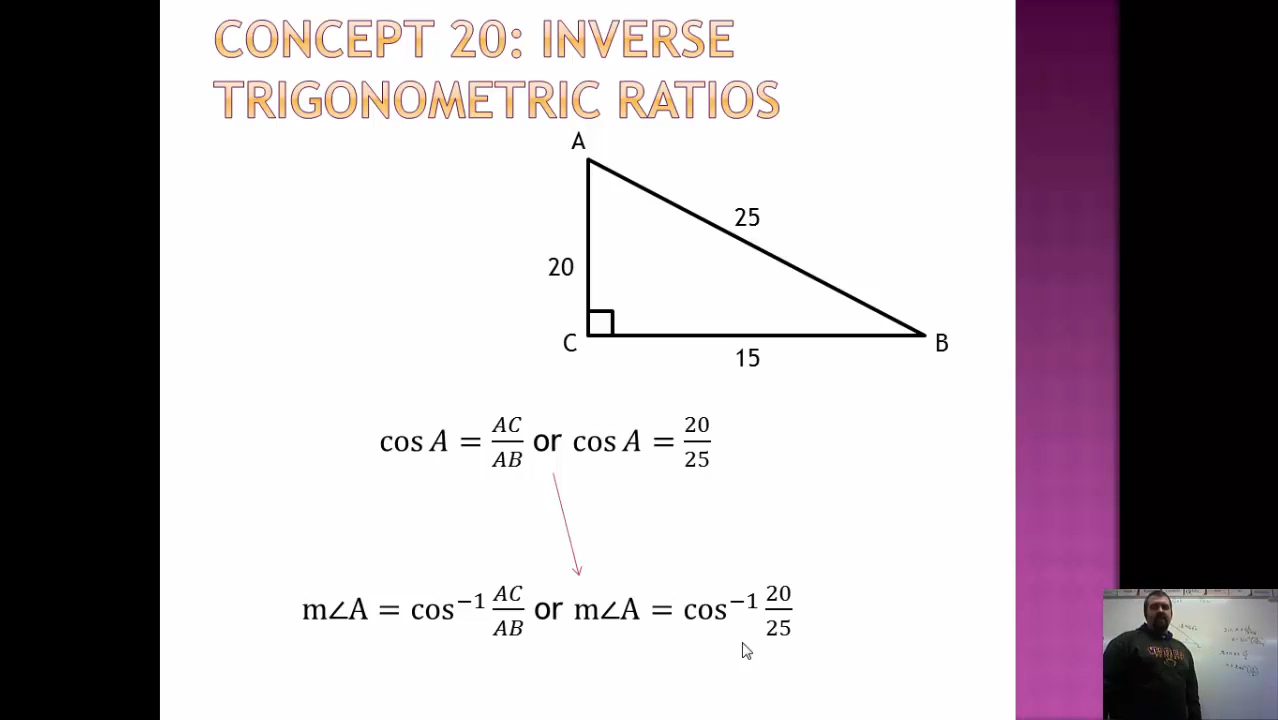 CONCEPT 20: INVERSE
TRIGONOMETRIC RATIOS
A
25
20
C
B
15
cos A = AC/AB or cos A = 20/25
m∠A = cos⁻¹ AC/AB or m∠A = cos⁻¹ 20/25